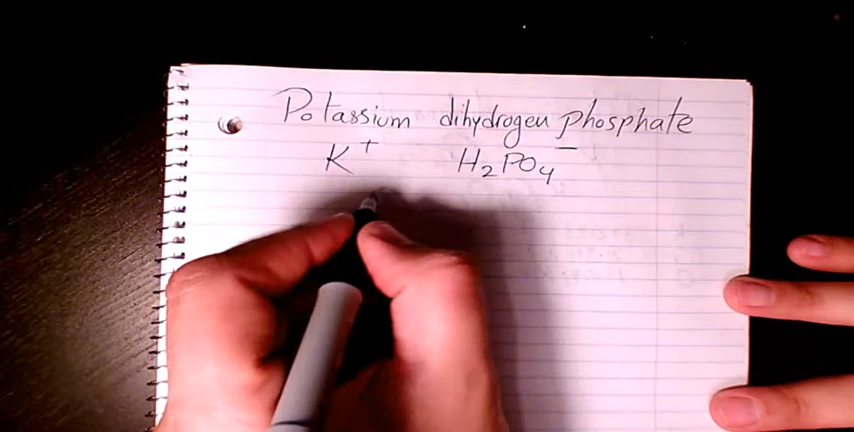 Potassium dihydrogen phosphate
K⁺ H₂PO₄⁻